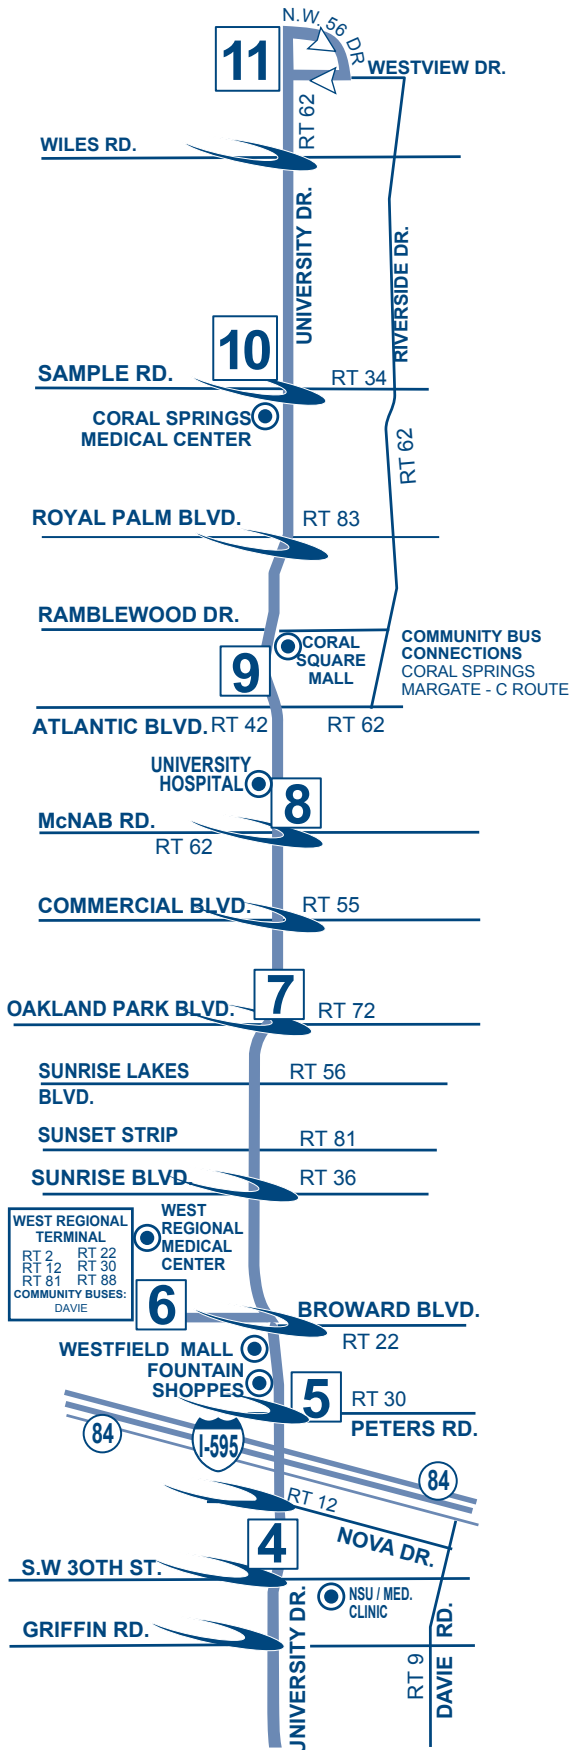 N.W. 56 DR
11
WESTVIEW DR.
RT 62
WILES RD.
UNIVERSITY DR.
RIVERSIDE DR.
10
SAMPLE RD.
RT 34
CORAL SPRINGS
MEDICAL CENTER
RT 62
ROYAL PALM BLVD.
RT 83
RAMBLEWOOD DR.
CORAL
SQUARE
MALL
COMMUNITY BUS
CONNECTIONS
CORAL SPRINGS
MARGATE - C ROUTE
9
ATLANTIC BLVD.
RT 42
RT 62
UNIVERSITY
HOSPITAL
8
McNAB RD.
RT 62
COMMERCIAL BLVD.
RT 55
7
OAKLAND PARK BLVD.
RT 72
SUNRISE LAKES
BLVD.
RT 56
SUNSET STRIP
RT 81
SUNRISE BLVD.
RT 36
WEST REGIONAL
TERMINAL
RT 2 RT 22
RT 12 RT 30
RT 81 RT 88
COMMUNITY BUSES:
DAVIE
WEST
REGIONAL
MEDICAL
CENTER
6
BROWARD BLVD.
RT 22
WESTFIELD MALL
FOUNTAIN
SHOPPES
5
RT 30
PETERS RD.
84
I-595
84
RT 12
NOVA DR.
4
S.W 3OTH ST.
NSU / MED.
CLINIC
GRIFFIN RD.
UNIVERSITY DR.
RT 9
DAVIE RD.